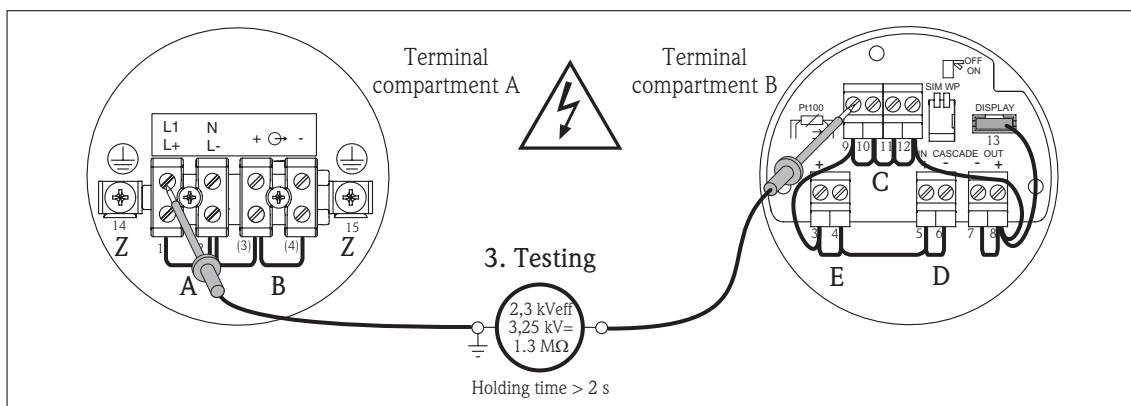 Terminal
compartment A
Terminal
compartment B
OFF
ON
SIM WP
DISPLAY
Pt100
L1
N
L+
L-
+
-
9
10
11
12
13
IN CASCADE OUT
+
+
-
-
+
C
14
15
Z
Z
1
2
(3)
(4)
3
4
5
6
7
8
A
B
E
D
3. Testing
2,3 kVeff
3,25 kV=
1.3 MΩ
Holding time > 2 s